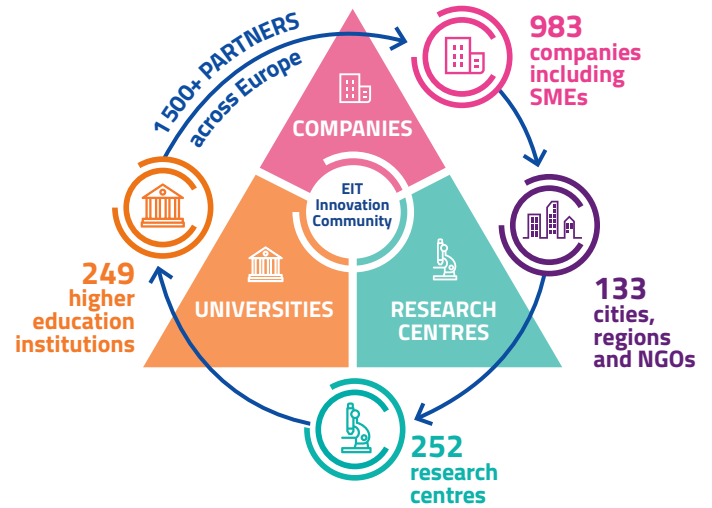 1500+ PARTNERS
across Europe
983
companies
including
SMEs
COMPANIES
EIT
Innovation
Community
249
higher
education
institutions
UNIVERSITIES
RESEARCH
CENTRES
133
cities,
regions
and NGOs
252
research
centres